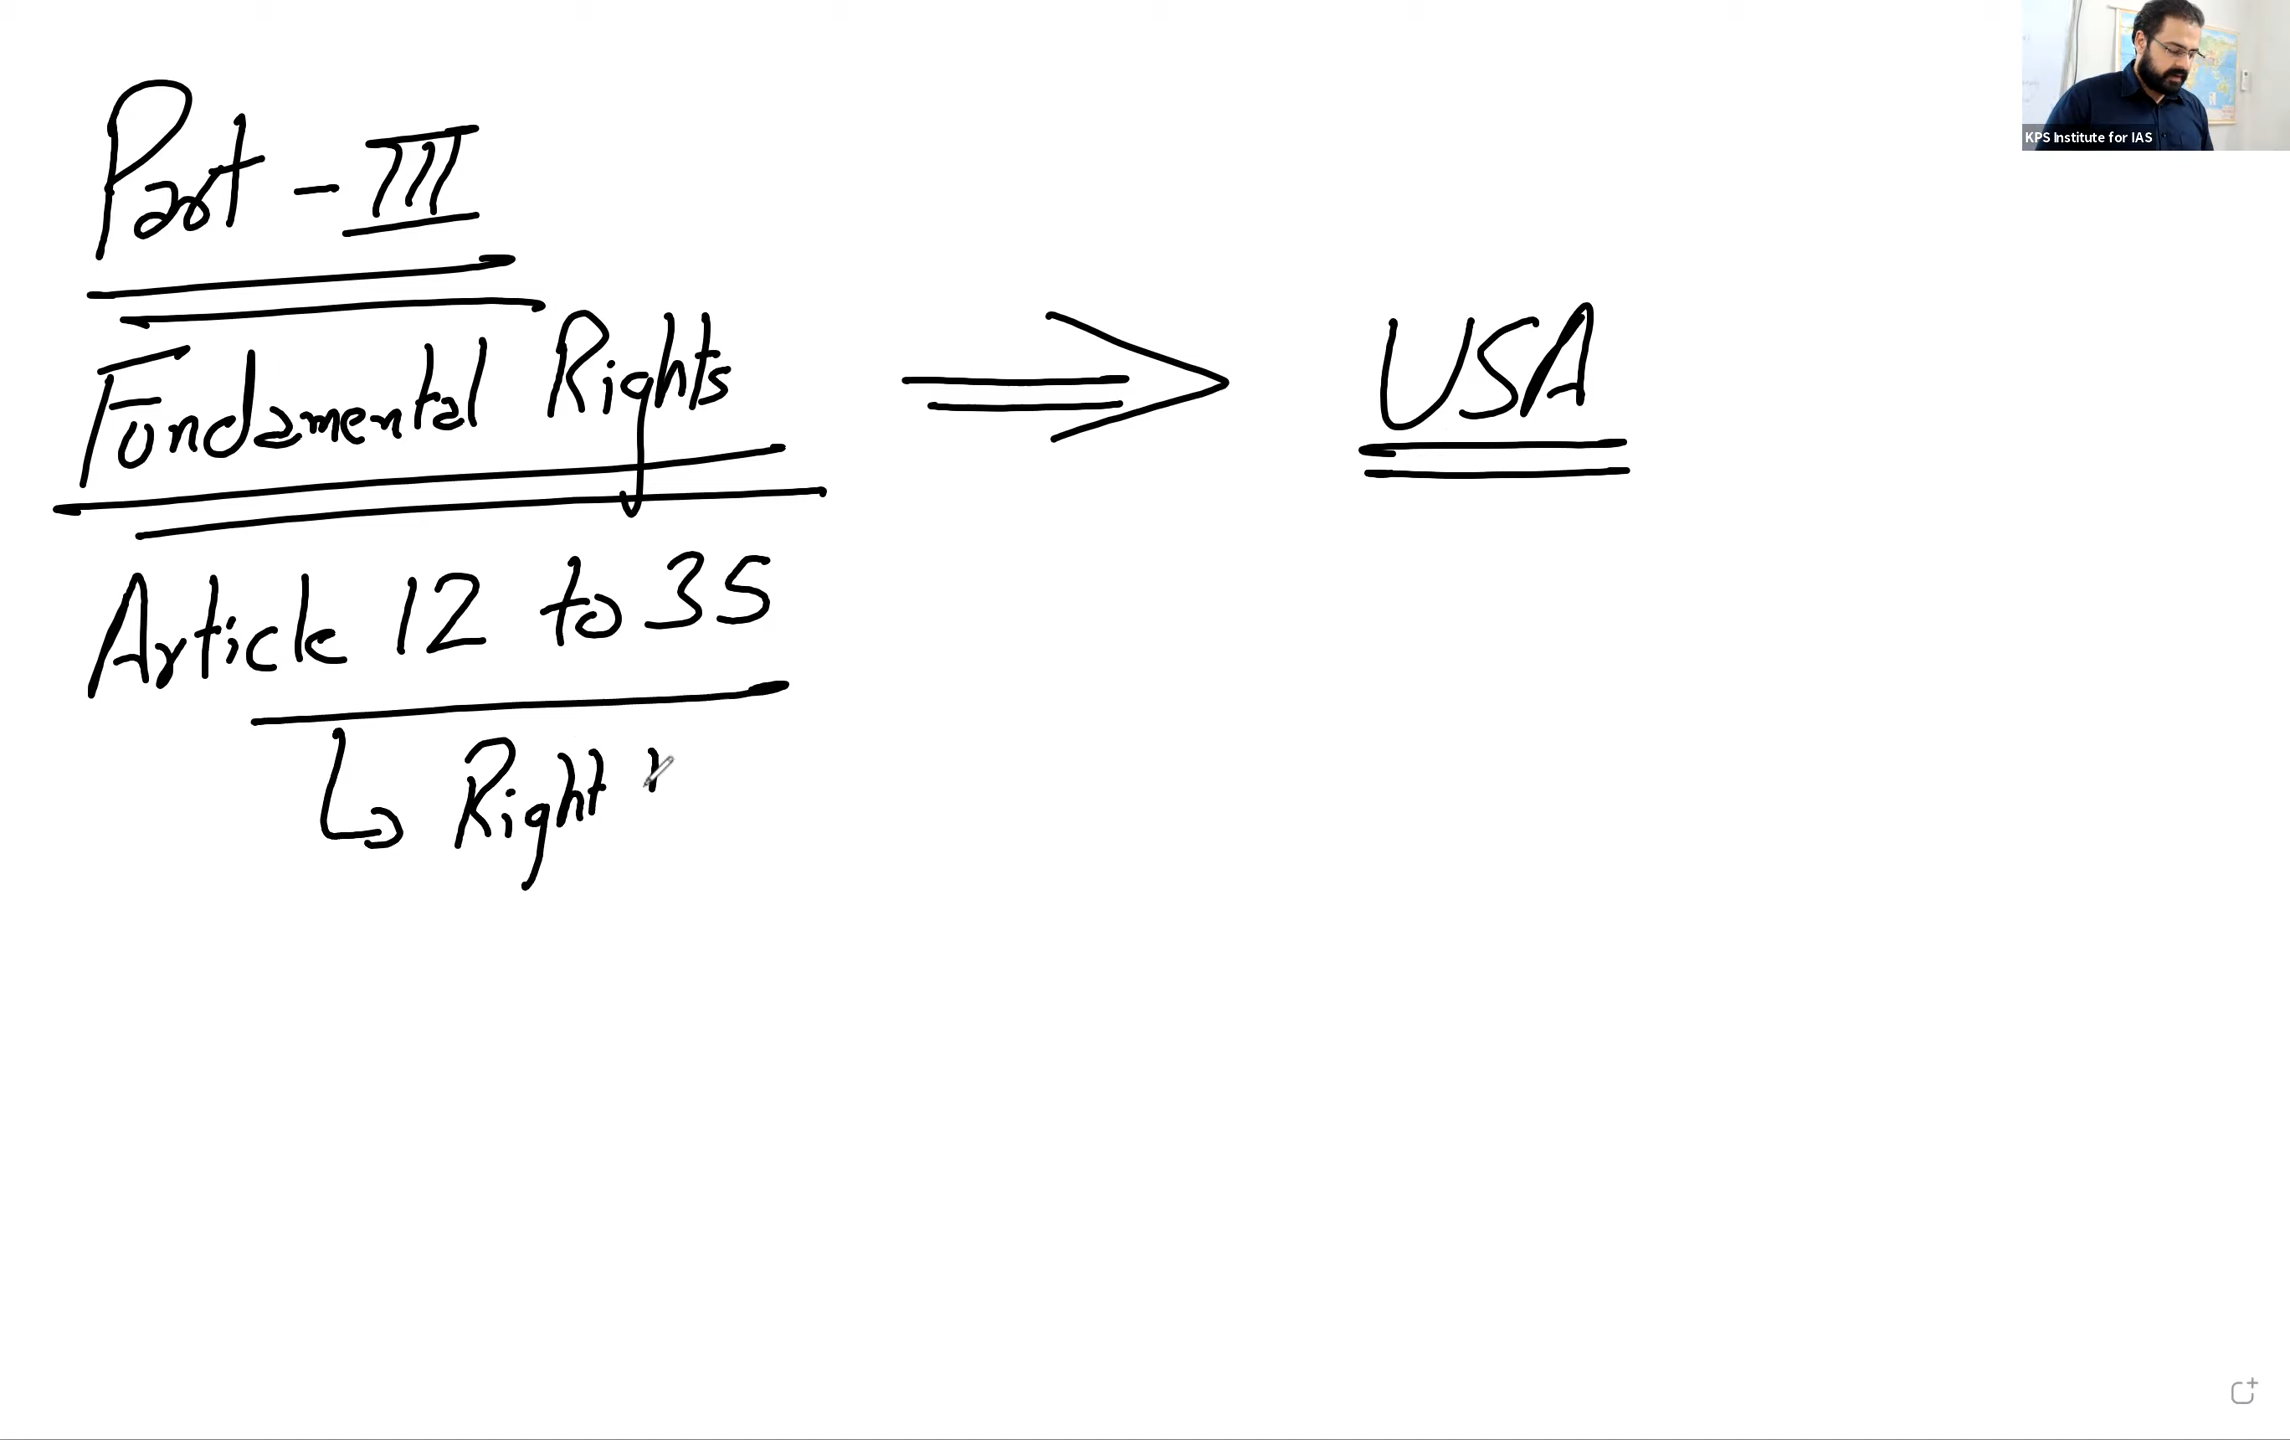 Part - III
Fundamental Rights ⇒ USA
Article 12 to 35
↳ Right
KPS Institute for IAS